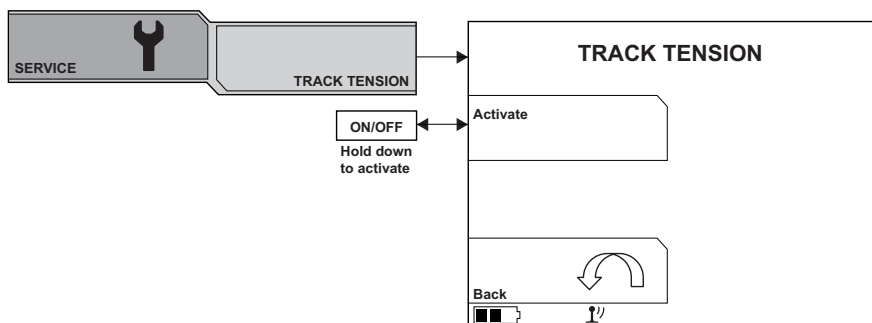 SERVICE
TRACK TENSION
TRACK TENSION
ON/OFF
Hold down
to activate
Activate
Back